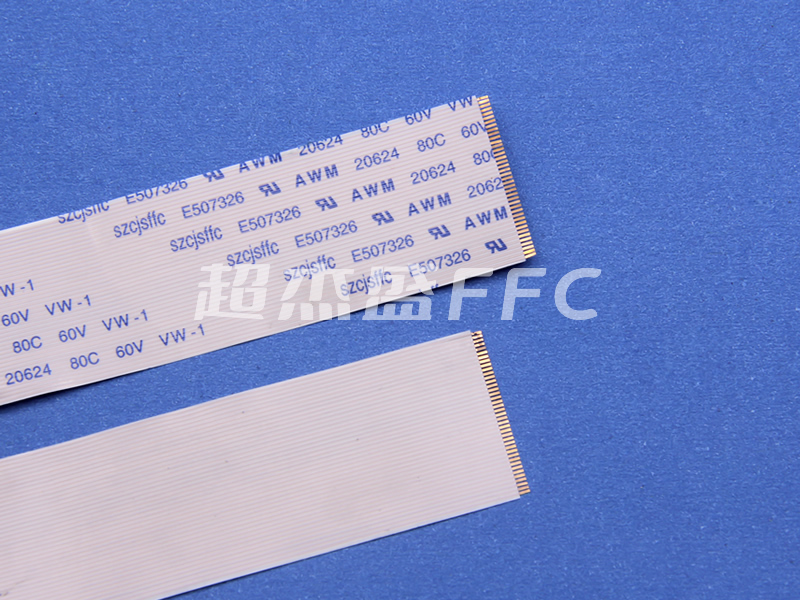 szcjsffc E507326 AWM 20624 80C 60V VW
szcjsffc E507326 AWM 20624 80C 60V
szcjsffc E507326 AWM 20624 80C
szcjsffc E507326 AWM 2062
szcjsffc E507326 AWM
szcjsffc E507326
VW-1
60V VW-1
80C 60V VW-1
20624 80C 60V VW-1
超杰盛FFC